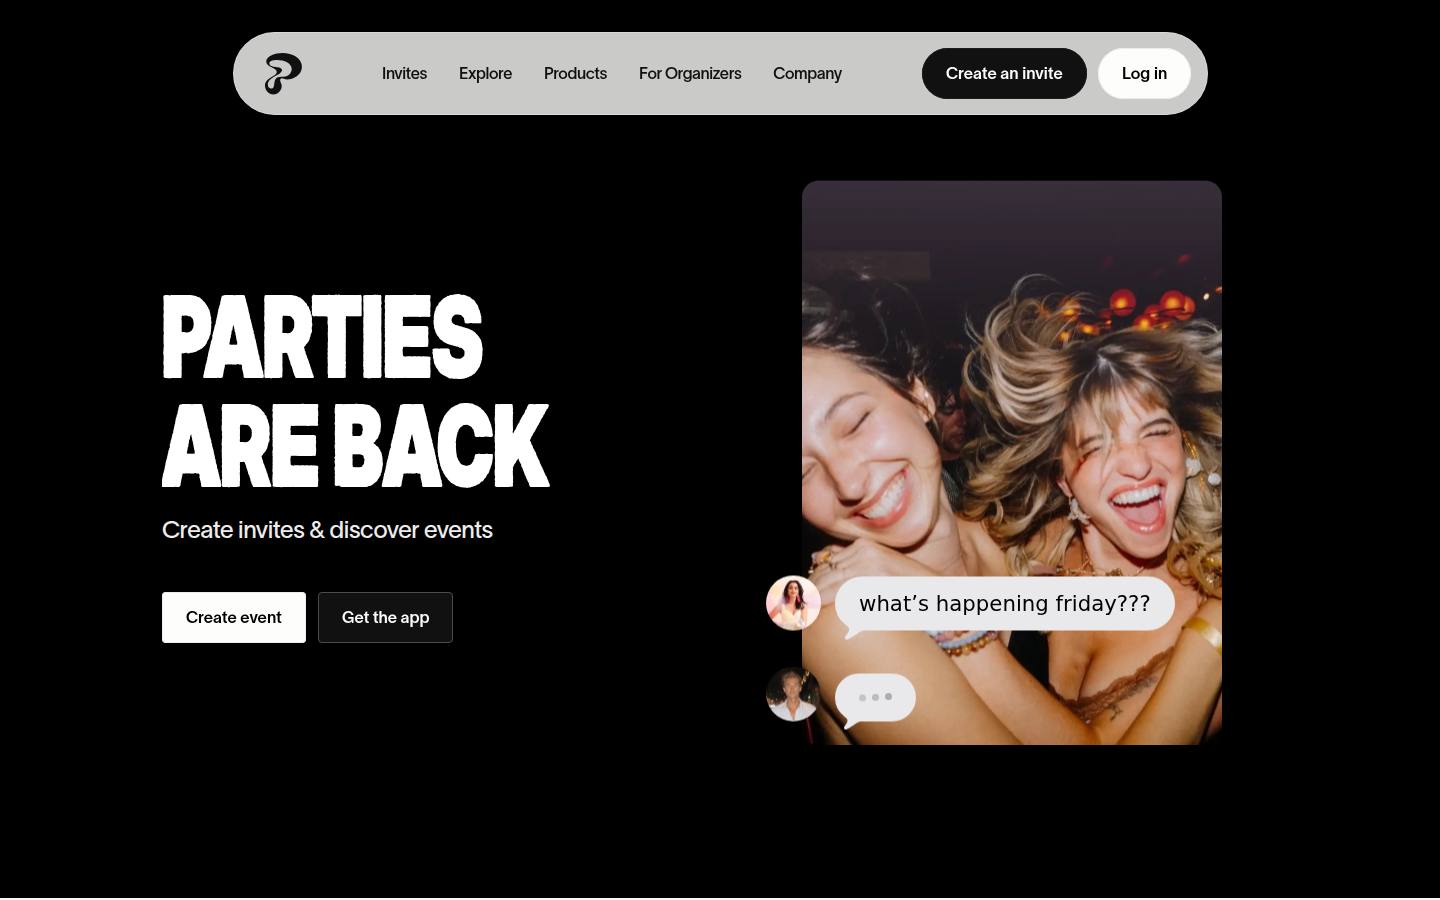 Invites
Explore
Products
For Organizers
Company
Create an invite
Log in
PARTIES
ARE BACK
Create invites & discover events
Create event
Get the app
what’s happening friday???